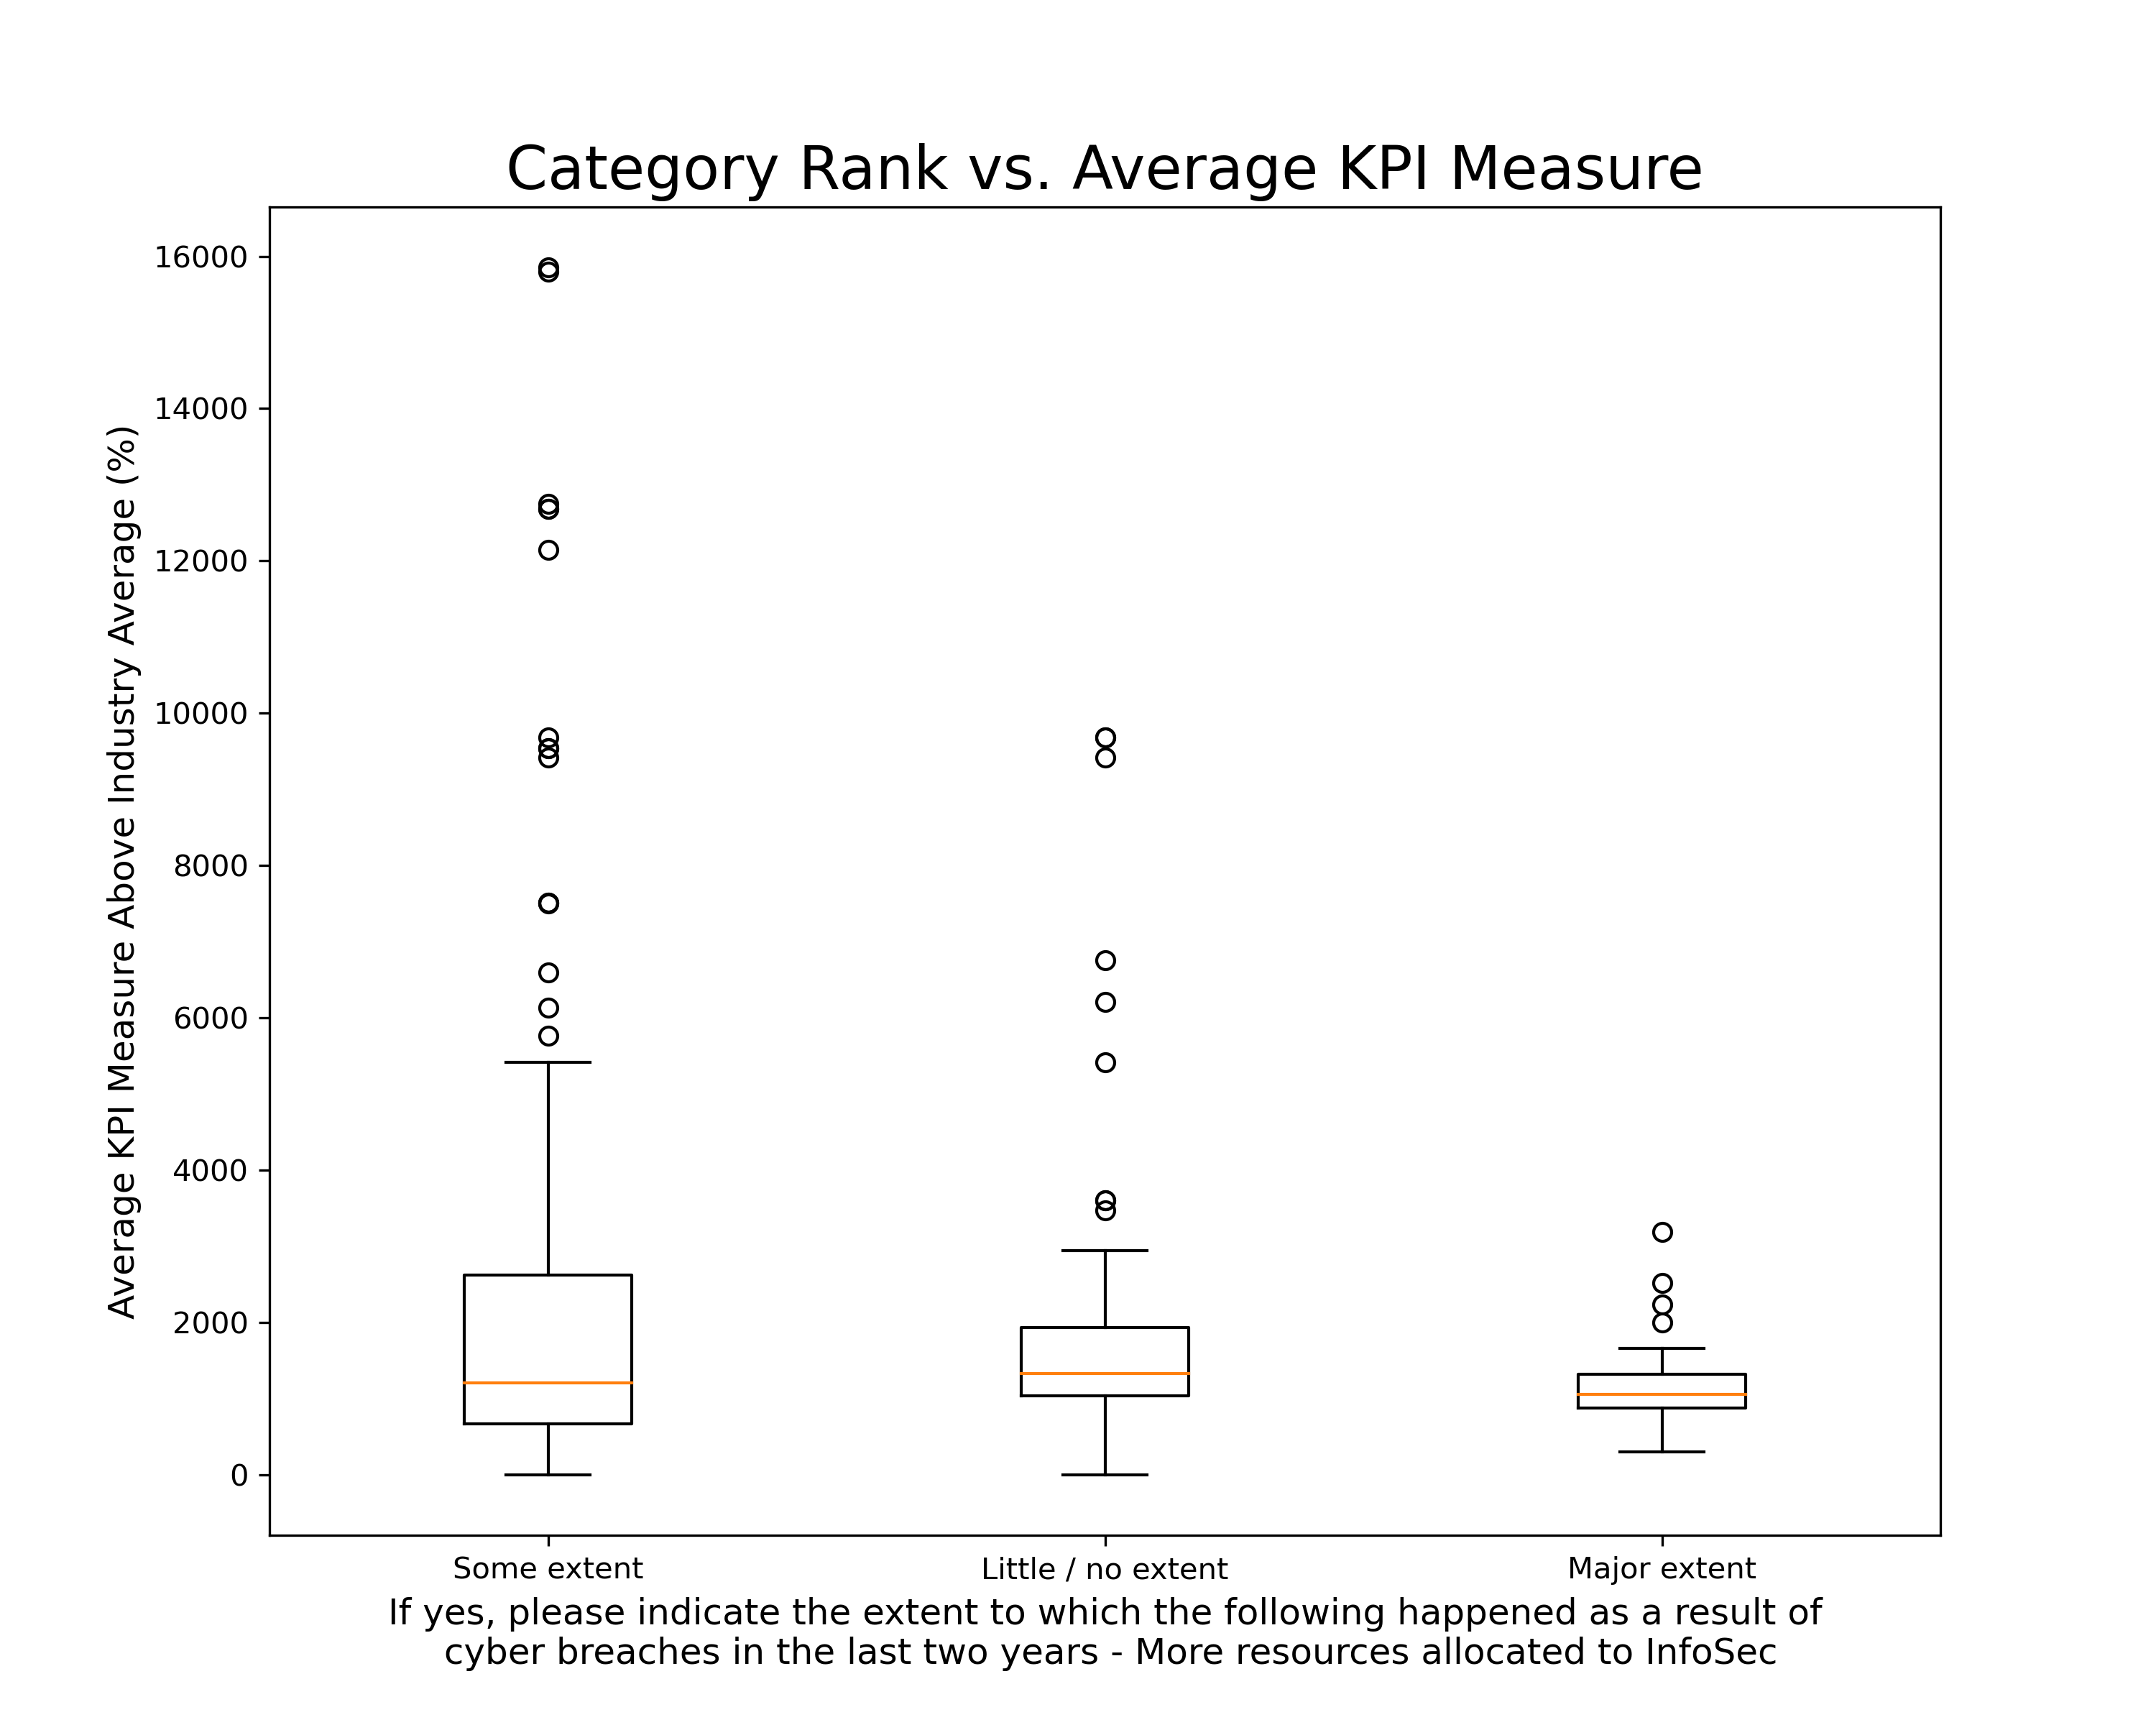 Category Rank vs. Average KPI Measure
Average KPI Measure Above Industry Average (%)
16000
14000
12000
10000
8000
6000
4000
2000
0
Some extent
Little / no extent
Major extent
If yes, please indicate the extent to which the following happened as a result of
cyber breaches in the last two years - More resources allocated to InfoSec